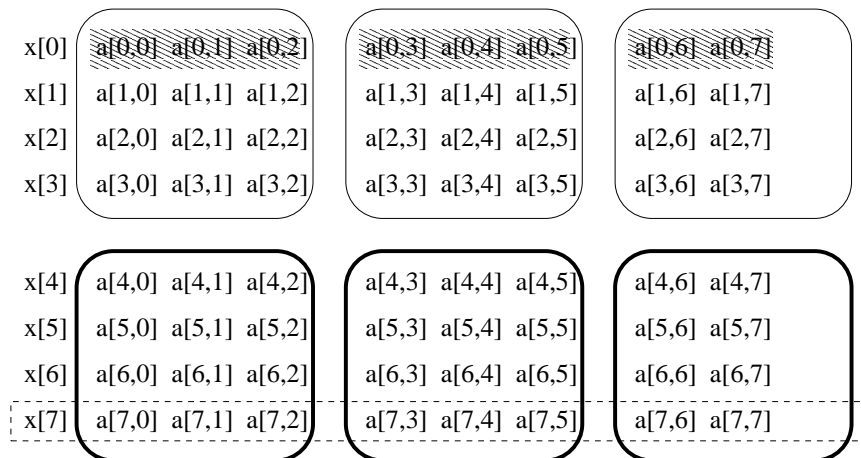 x[0] a[0,0] a[0,1] a[0,2] a[0,3] a[0,4] a[0,5] a[0,6] a[0,7]
x[1] a[1,0] a[1,1] a[1,2] a[1,3] a[1,4] a[1,5] a[1,6] a[1,7]
x[2] a[2,0] a[2,1] a[2,2] a[2,3] a[2,4] a[2,5] a[2,6] a[2,7]
x[3] a[3,0] a[3,1] a[3,2] a[3,3] a[3,4] a[3,5] a[3,6] a[3,7]
x[4] a[4,0] a[4,1] a[4,2] a[4,3] a[4,4] a[4,5] a[4,6] a[4,7]
x[5] a[5,0] a[5,1] a[5,2] a[5,3] a[5,4] a[5,5] a[5,6] a[5,7]
x[6] a[6,0] a[6,1] a[6,2] a[6,3] a[6,4] a[6,5] a[6,6] a[6,7]
x[7] a[7,0] a[7,1] a[7,2] a[7,3] a[7,4] a[7,5] a[7,6] a[7,7]